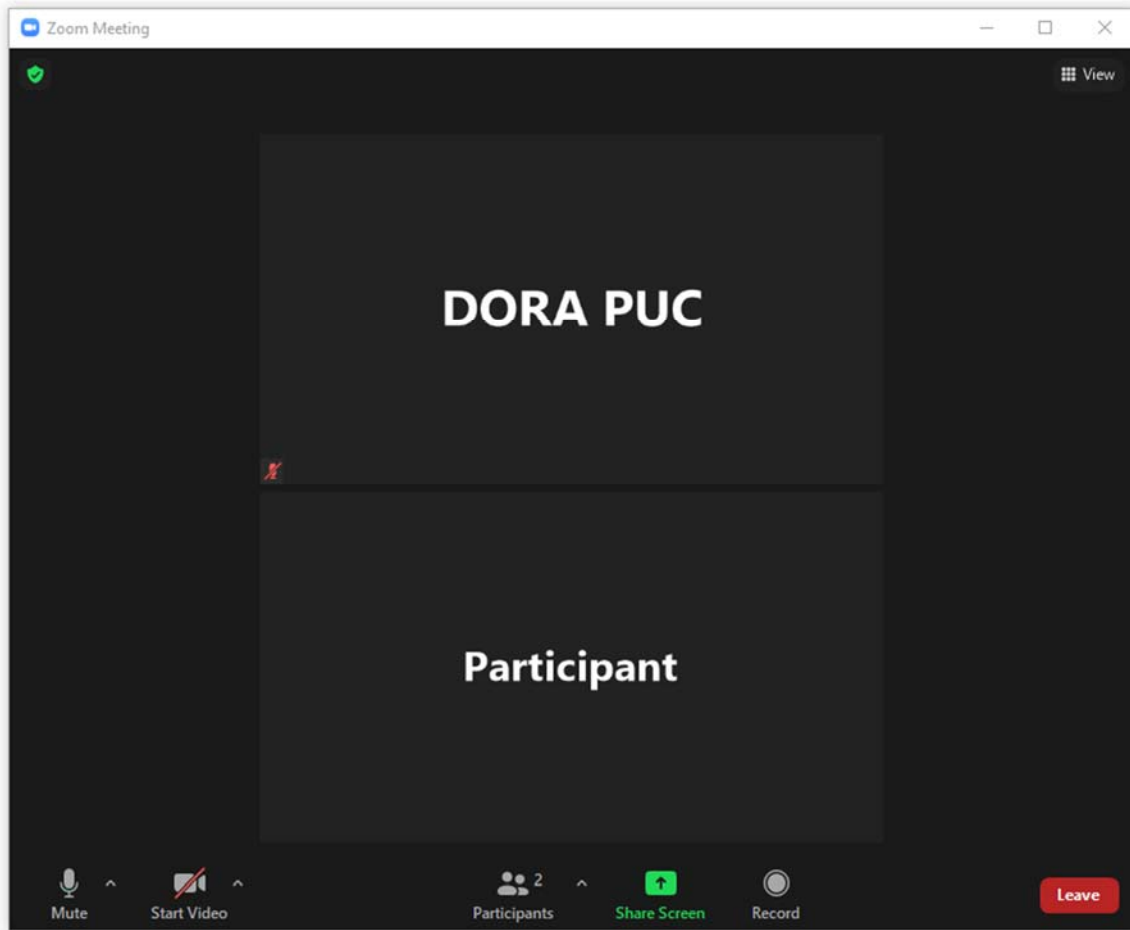 Zoom Meeting
View
DORA PUC
Participant
Mute
Start Video
2
Participants
Share Screen
Record
Leave